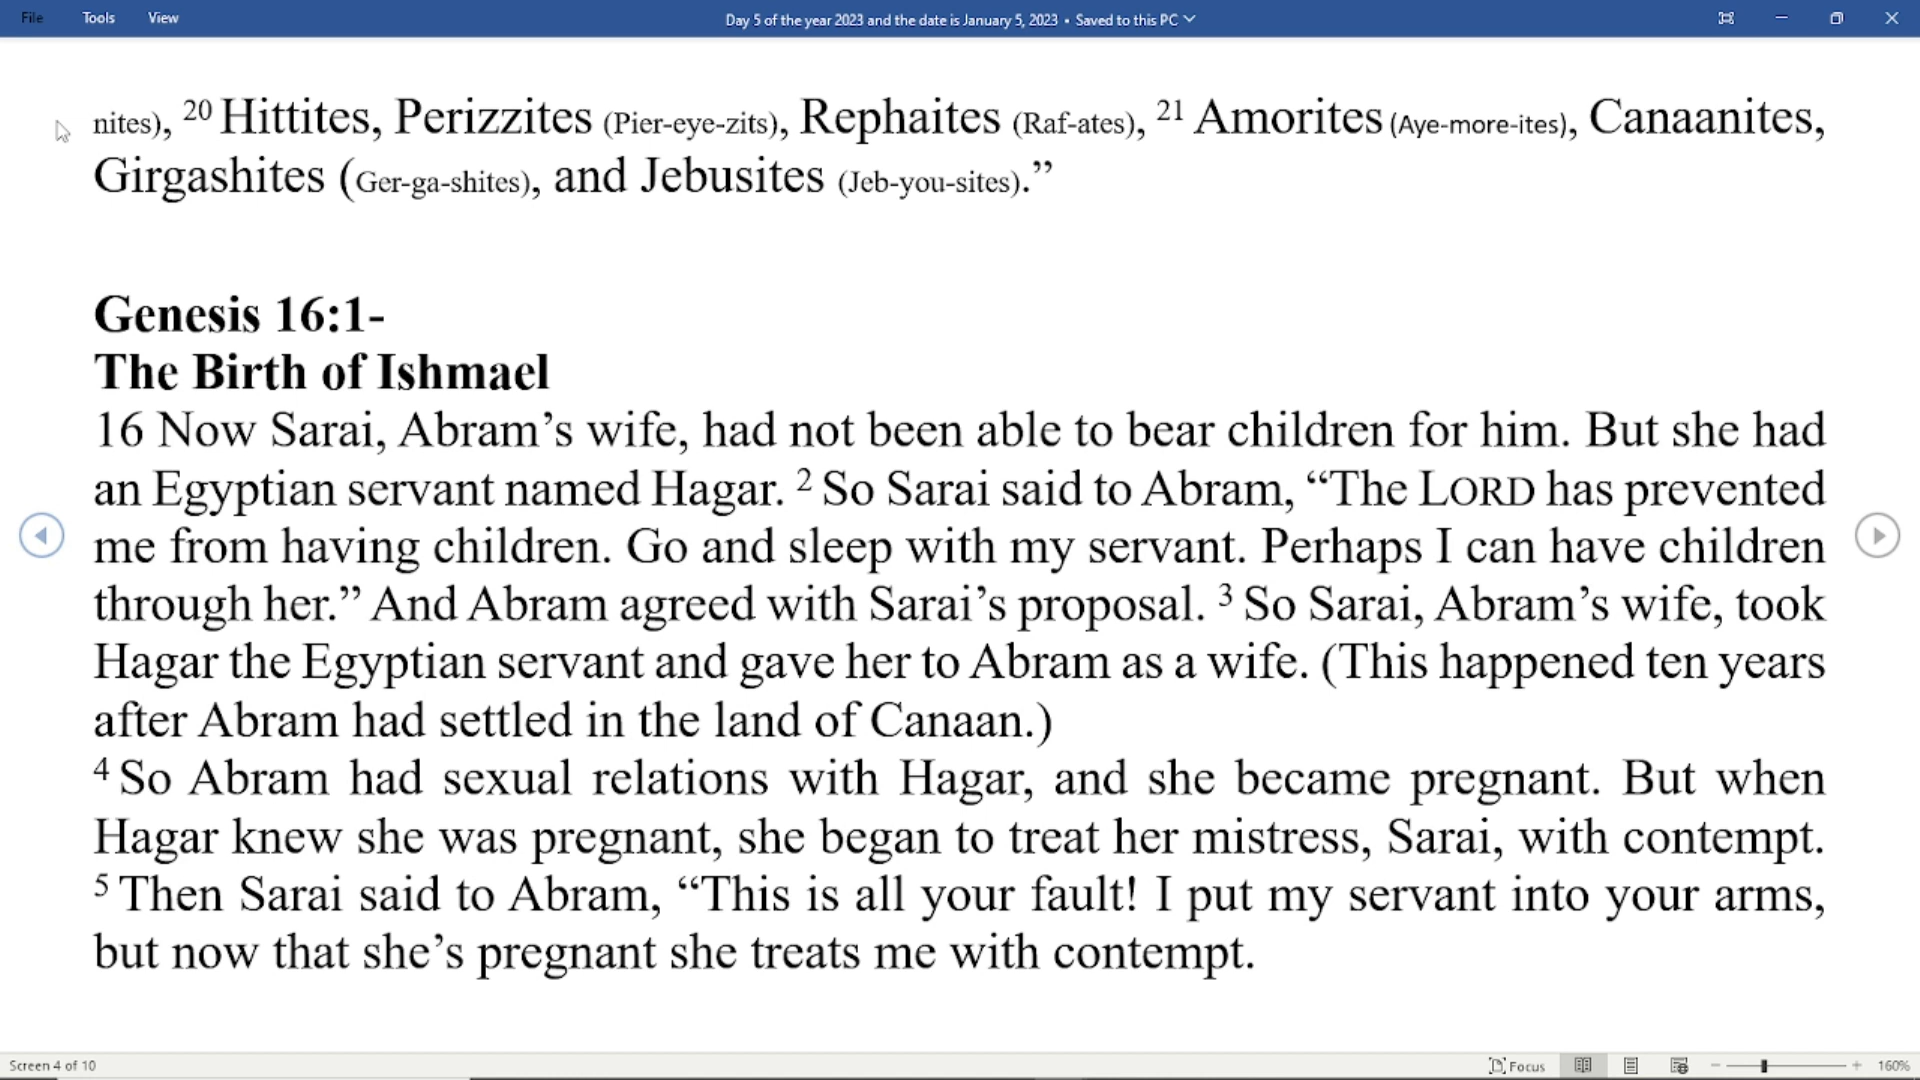 File Tools View Day 5 of the year 2023 and the date is January 5, 2023 • Saved to this PC
nites), 20 Hittites, Perizzites (Pier-eye-zits), Rephaites (Raf-ates), 21 Amorites (Aye-more-ites), Canaanites,
Girgashites (Ger-ga-shites), and Jebusites (Jeb-you-sites).”
Genesis 16:1-
The Birth of Ishmael
16 Now Sarai, Abram’s wife, had not been able to bear children for him. But she had
an Egyptian servant named Hagar. 2 So Sarai said to Abram, “The LORD has prevented
me from having children. Go and sleep with my servant. Perhaps I can have children
through her.” And Abram agreed with Sarai’s proposal. 3 So Sarai, Abram’s wife, took
Hagar the Egyptian servant and gave her to Abram as a wife. (This happened ten years
after Abram had settled in the land of Canaan.)
4 So Abram had sexual relations with Hagar, and she became pregnant. But when
Hagar knew she was pregnant, she began to treat her mistress, Sarai, with contempt.
5 Then Sarai said to Abram, “This is all your fault! I put my servant into your arms,
but now that she’s pregnant she treats me with contempt.
Screen 4 of 10 Focus 160%